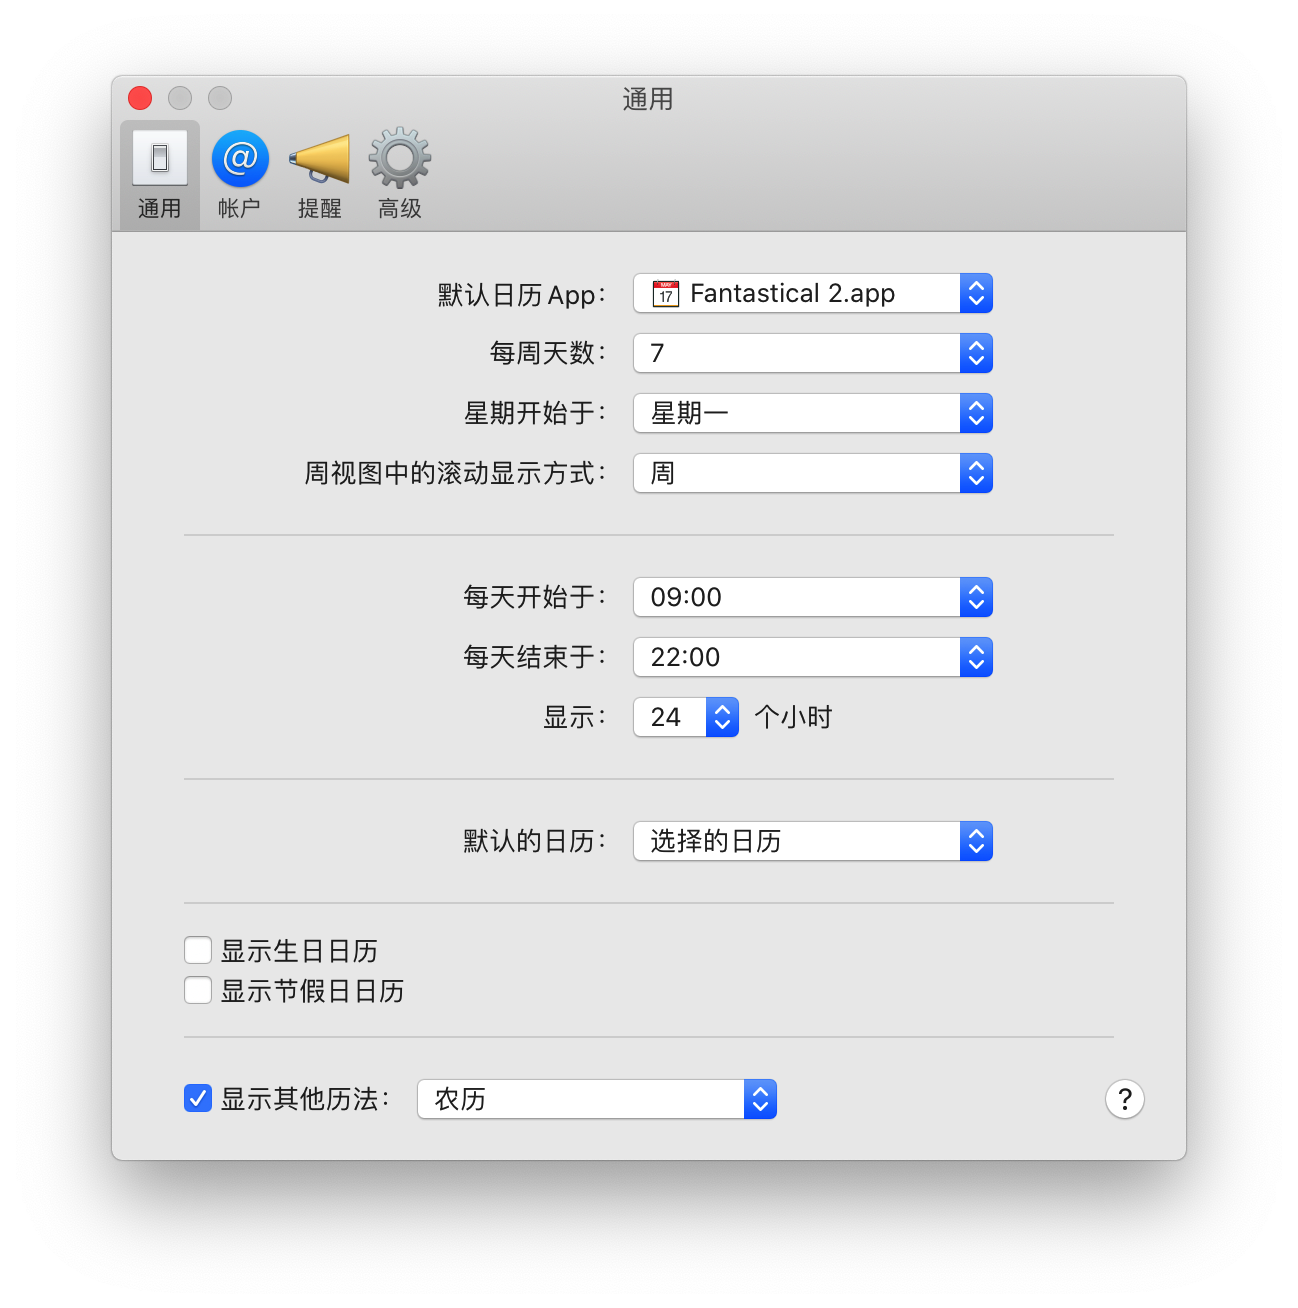 通用
@
通用 帐户 提醒 高级
默认日历 App： MAY 17 Fantastical 2.app
每周天数： 7
星期开始于： 星期一
周视图中的滚动显示方式： 周
每天开始于： 09:00
每天结束于： 22:00
显示： 24 个小时
默认的日历： 选择的日历
显示生日日历
显示节假日日历
显示其他历法： 农历 ?